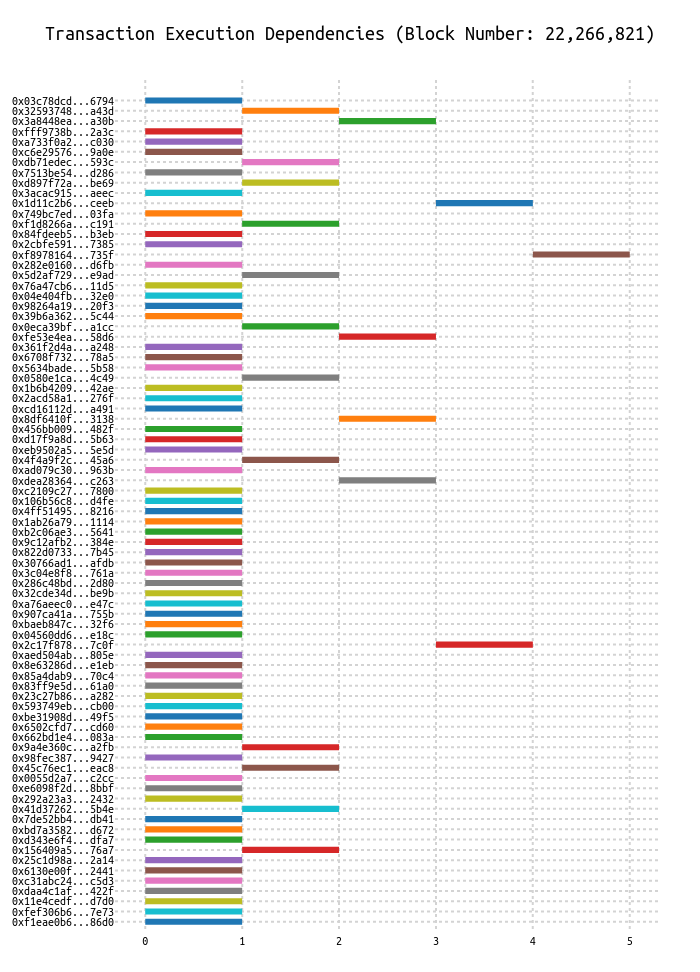 Transaction Execution Dependencies (Block Number: 22,266,821)
0x03c78dcd...6794
0x32593748...a43d
0x3a8448ea...a30b
0xfff9738b...2a3c
0xa733f0a2...c030
0xc6e29576...9a0e
0xdb71edec...593c
0x7513be54...d286
0xd897f72a...be69
0x3acac915...aeec
0x1d11c2b6...ceeb
0x749bc7ed...03fa
0xf1d8266a...c191
0x84fdeeb5...b3eb
0x2cbfe591...7385
0xf8978164...735f
0x282e0160...d6fb
0x5d2af729...e9ad
0x76a47cb6...11d5
0x04e404fb...32e0
0x98264a19...20f3
0x39b6a362...5c44
0x0eca39bf...a1cc
0xfe53e4ea...58d6
0x361f2d4a...a248
0x6708f732...78a5
0x5634bade...5b58
0x0580e1ca...4c49
0x1b6b4209...42ae
0x2acd58a1...276f
0xcd16112d...a491
0x8df6410f...3138
0x456bb009...482f
0xd17f9a8d...5b63
0xeb9502a5...5e5d
0x4f4a9f2c...45a6
0xad079c30...963b
0xdea28364...c263
0xc2109c27...7800
0x106b56c8...d4fe
0x4ff51495...8216
0x1ab26a79...1114
0xb2c06ae3...5641
0x9c12afb2...384e
0x822d0733...7b45
0x30766ad1...afdb
0x3c04e8f8...761a
0x286c48bd...2d80
0x32cde34d...be9b
0xa76aeec0...e47c
0x907ca41a...755b
0xbaeb847c...32f6
0x04560dd6...e18c
0x2c17f878...7c0f
0xaed504ab...805e
0x8e63286d...e1eb
0x85a4dab9...70c4
0x83ff9e5d...61a0
0x23c27b86...a282
0x593749eb...cb00
0xbe31908d...49f5
0x6502cfd7...cd60
0x662bd1e4...083a
0x9a4e360c...a2fb
0x98fec387...9427
0x45c76ec1...eac8
0x0055d2a7...c2cc
0xe6098f2d...8bbf
0x292a23a3...2432
0x41d37262...5b4e
0x7de52bb4...db41
0xbd7a3582...d672
0xd343e6f4...dfa7
0x156409a5...76a7
0x25c1d98a...2a14
0x6130e00f...2441
0xc31abc24...c5d3
0xdaa4c1af...422f
0x11e4cedf...d7d0
0xfef306b6...7e73
0xf1eae0b6...86d0
0 1 2 3 4 5